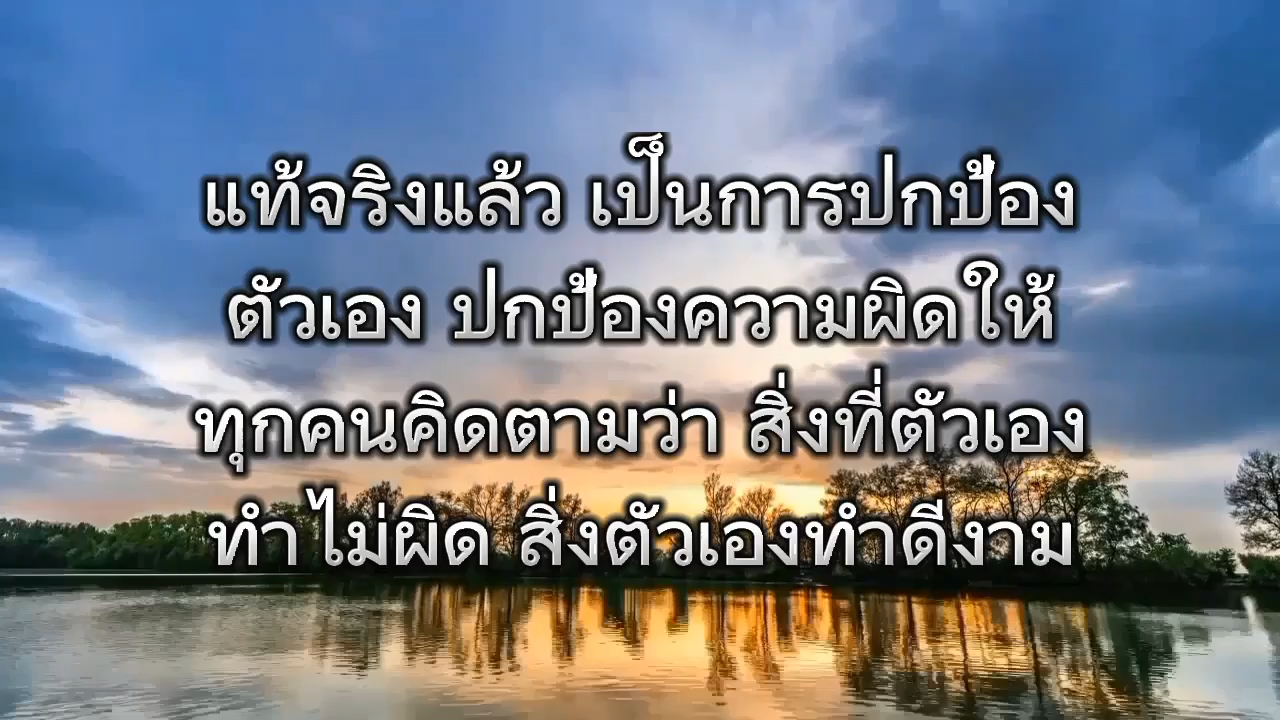 แท้จริงแล้ว เป็นการปกป้อง
ตัวเอง ปกป้องความผิดให้
ทุกคนคิดตามว่า สิ่งที่ตัวเอง
ทำไม่ผิด สิ่งตัวเองทำดีงาม